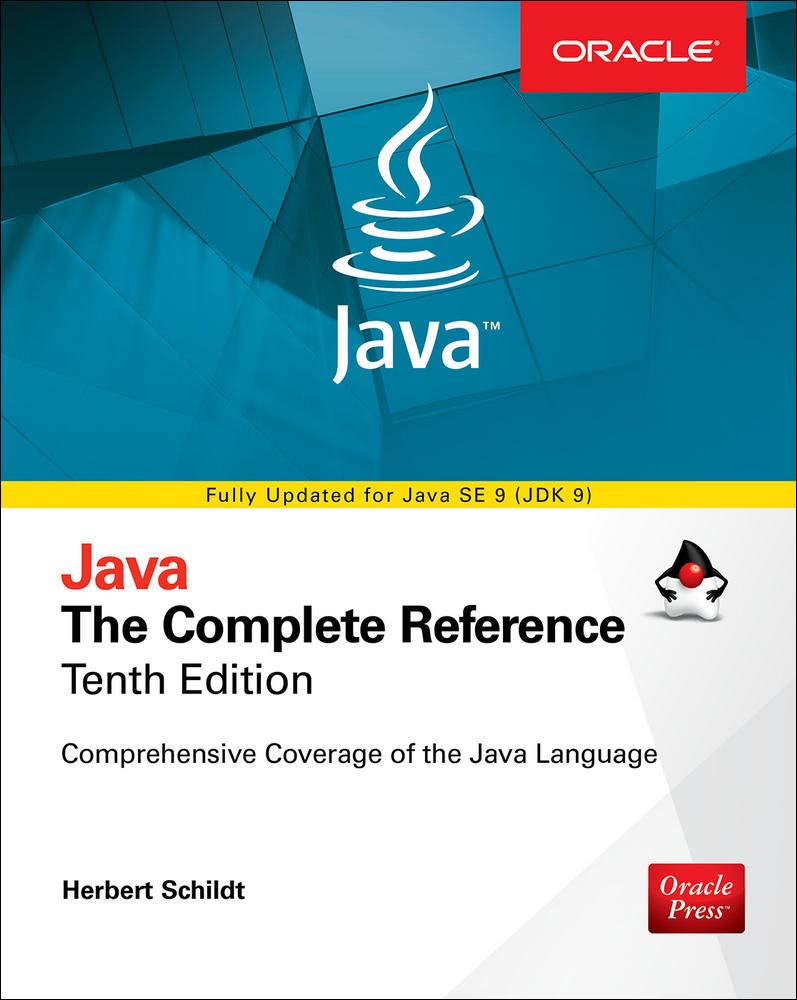 ORACLE®
Java™
Fully Updated for Java SE 9 (JDK 9)
Java
The Complete Reference
Tenth Edition
Comprehensive Coverage of the Java Language
Herbert Schildt
Oracle
Press™